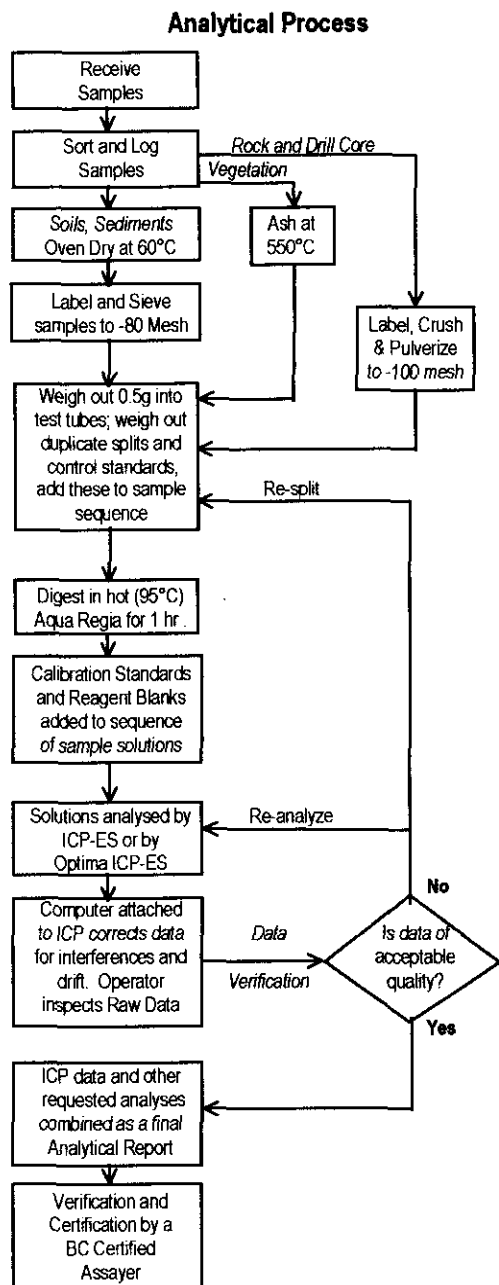 Analytical Process
Receive
Samples
Sort and Log
Samples
Rock and Drill Core
Vegetation
Soils, Sediments
Oven Dry at 60°C
Ash at
550°C
Label and Sieve
samples to -80 Mesh
Label, Crush
& Pulverize
to -100 mesh
Weigh out 0.5g into
test tubes; weigh out
duplicate splits and
control standards,
add these to sample
sequence
Re-split
Digest in hot (95°C)
Aqua Regia for 1 hr.
Calibration Standards
and Reagent Blanks
added to sequence
of sample solutions
Solutions analysed by
ICP-ES or by
Optima ICP-ES
Re-analyze
No
Computer attached
to ICP corrects data
for interferences and
drift. Operator
inspects Raw Data
Data
Verification
Is data of
acceptable
quality?
Yes
ICP data and other
requested analyses
combined as a final
Analytical Report
Verification and
Certification by a
BC Certified
Assayer